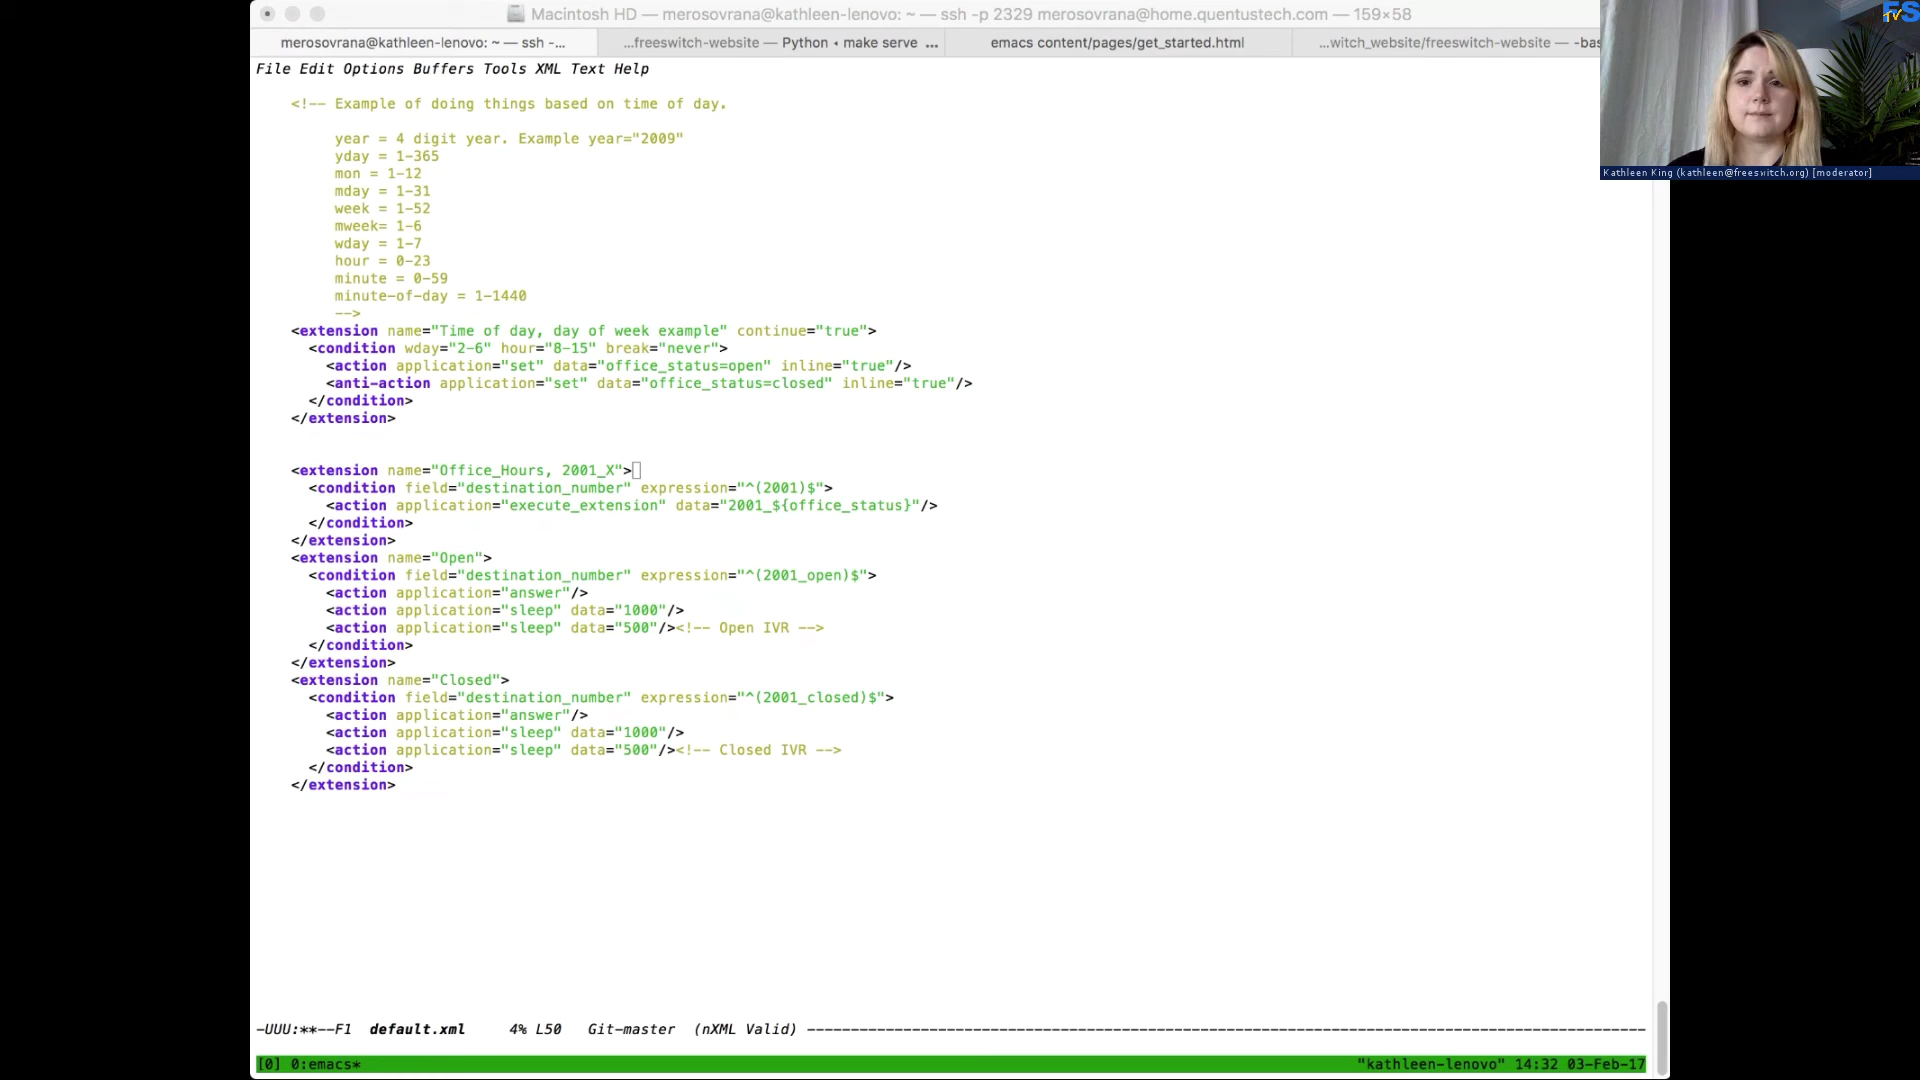 Macintosh HD — merosovrana@kathleen-lenovo: ~ — ssh -p 2329 merosovrana@home.quentustech.com — 159×58
merosovrana@kathleen-lenovo: ~ — ssh -... ...freeswitch-website — Python ◂ make serve ... emacs content/pages/get_started.html ...witch_website/freeswitch-website — -bas
File Edit Options Buffers Tools XML Text Help
<!-- Example of doing things based on time of day.
year = 4 digit year. Example year="2009"
yday = 1-365
mon = 1-12
mday = 1-31
week = 1-52
mweek= 1-6
wday = 1-7
hour = 0-23
minute = 0-59
minute-of-day = 1-1440
-->
<extension name="Time of day, day of week example" continue="true">
<condition wday="2-6" hour="8-15" break="never">
<action application="set" data="office_status=open" inline="true"/>
<anti-action application="set" data="office_status=closed" inline="true"/>
</condition>
</extension>
<extension name="Office_Hours, 2001_X">
<condition field="destination_number" expression="^(2001)$">
<action application="execute_extension" data="2001_${office_status}"/>
</condition>
</extension>
<extension name="Open">
<condition field="destination_number" expression="^(2001_open)$">
<action application="answer"/>
<action application="sleep" data="1000"/>
<action application="sleep" data="500"/><!-- Open IVR -->
</condition>
</extension>
<extension name="Closed">
<condition field="destination_number" expression="^(2001_closed)$">
<action application="answer"/>
<action application="sleep" data="1000"/>
<action application="sleep" data="500"/><!-- Closed IVR -->
</condition>
</extension>
-UUU:**--F1 default.xml 4% L50 Git-master (nXML Valid) ------------------------------------------------------------------------------------------------
[0] 0:emacs* "kathleen-lenovo" 14:32 03-Feb-17
FS
TV
Kathleen King (kathleen@freeswitch.org) [moderator]